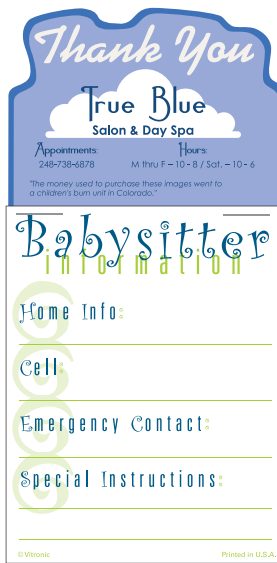 Thank You
True Blue
Salon & Day Spa
Appointments: Hours:
248-738-6878 M thru F – 10 - 8 / Sat. – 10 - 6
"The money used to purchase these images went to
a children's burn unit in Colorado."
Babysitter
information
Home Info:
Cell:
Emergency Contact:
Special Instructions:
© Vitronic Printed in U.S.A.